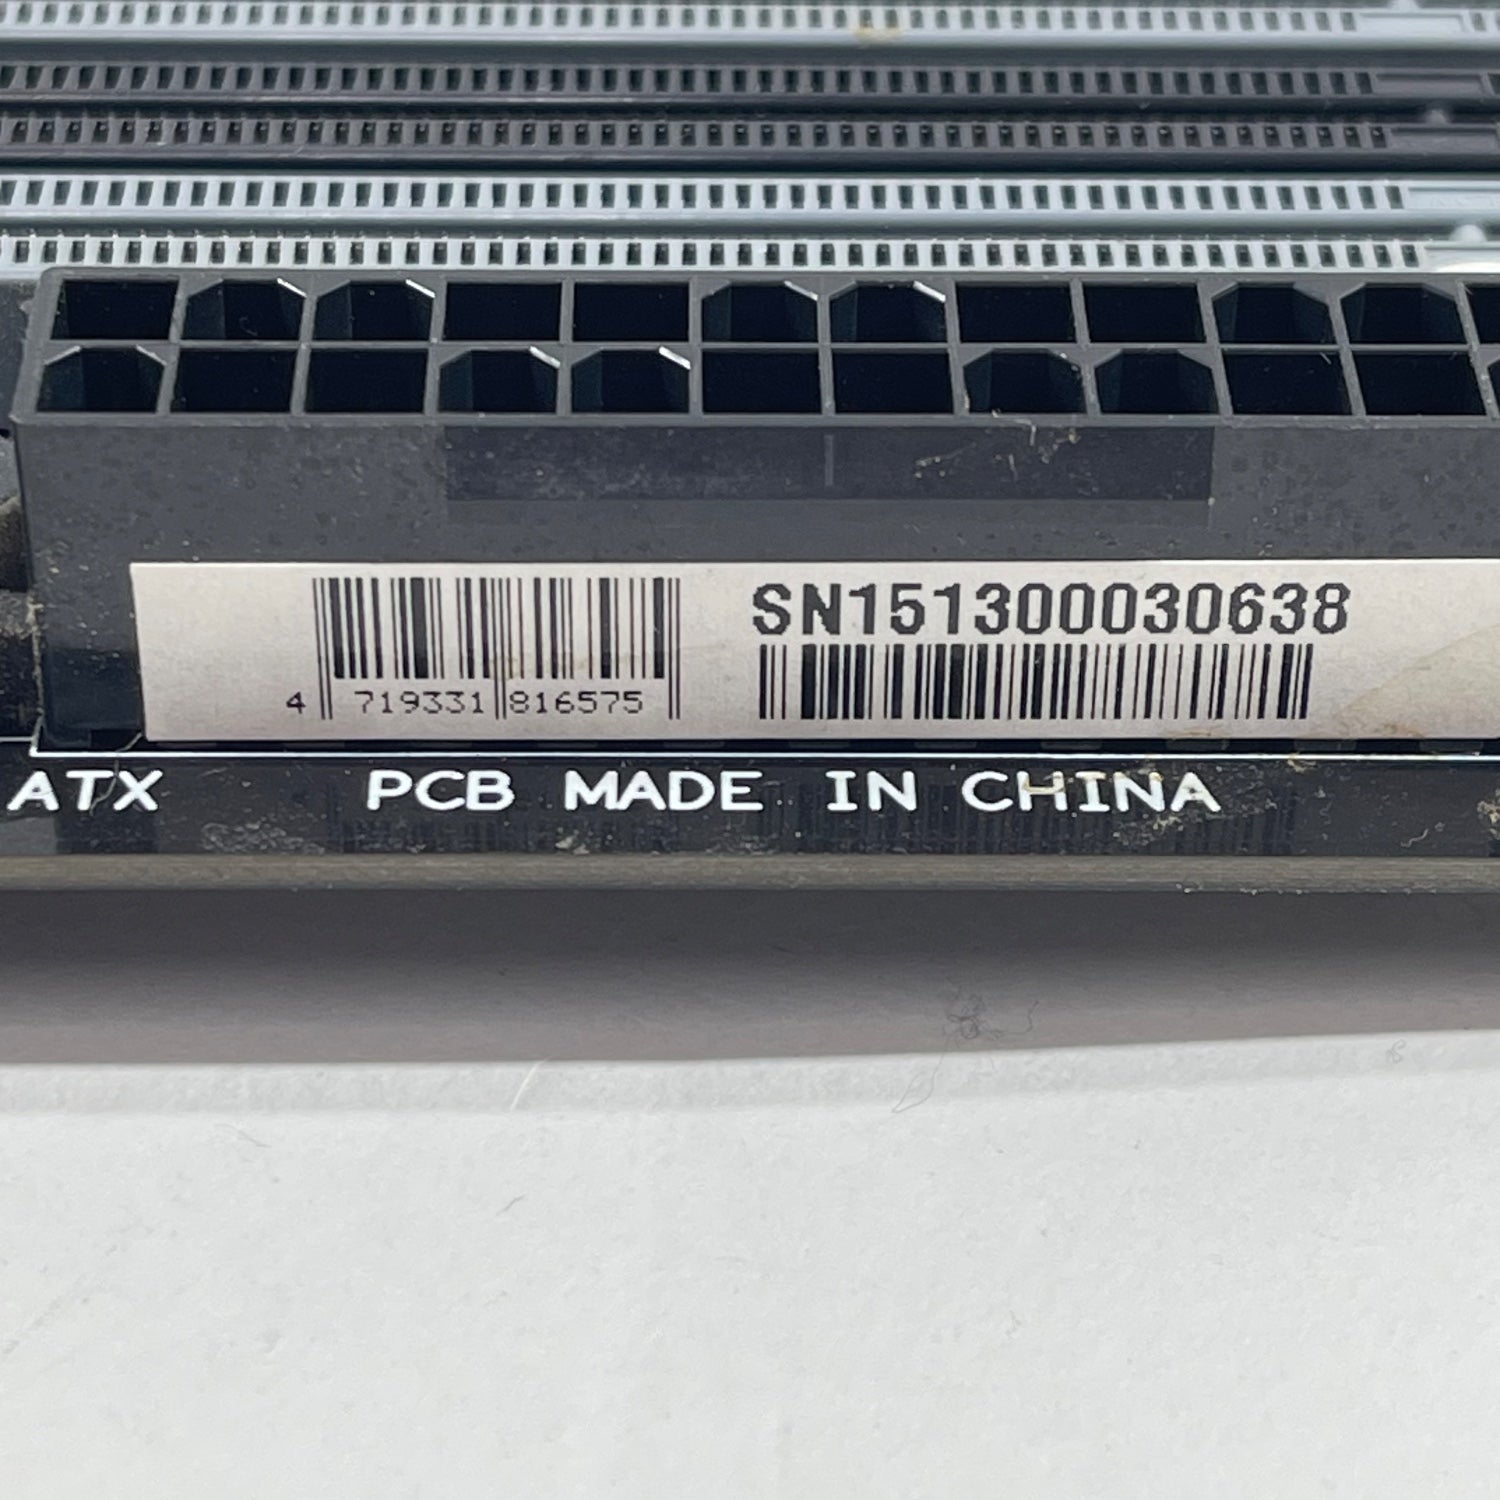 SN151300030638
4 719331 816575
ATX PCB MADE IN CHINA